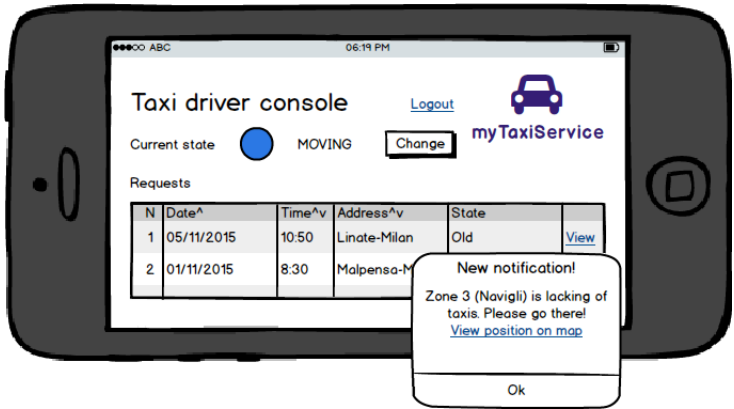 ●●●○○ ABC 06:19 PM
Taxi driver console
Logout
myTaxiService
Current state MOVING Change
Requests
N Date^ Time^v Address^v State
1 05/11/2015 10:50 Linate-Milan Old View
2 01/11/2015 8:30 Malpensa-M
New notification!
Zone 3 (Navigli) is lacking of
taxis. Please go there!
View position on map
Ok